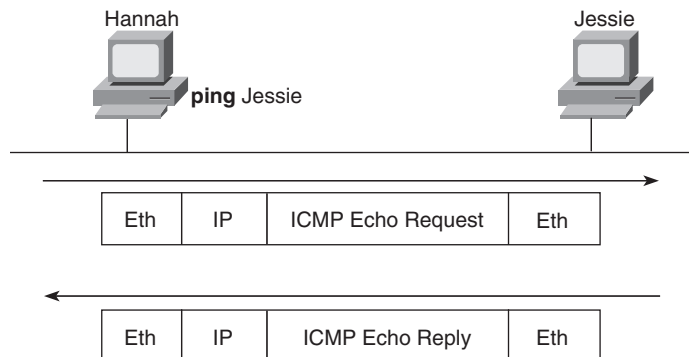 Hannah
Jessie
ping Jessie
Eth IP ICMP Echo Request Eth
Eth IP ICMP Echo Reply Eth